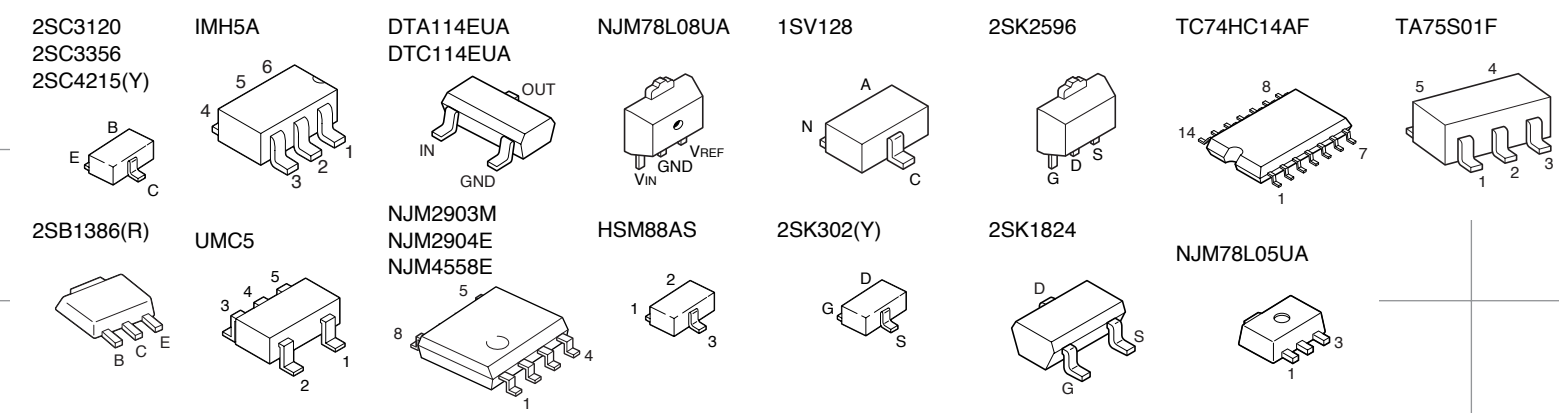 2SC3120
2SC3356
2SC4215(Y)
B
E
C
IMH5A
6
5
4
1
2
3
DTA114EUA
DTC114EUA
OUT
IN
GND
NJM78L08UA
VREF
GND
VIN
1SV128
A
N
C
2SK2596
S
D
G
TC74HC14AF
8
14
7
1
TA75S01F
4
5
3
2
1
2SB1386(R)
E
C
B
UMC5
5
4
3
1
2
NJM2903M
NJM2904E
NJM4558E
5
8
4
1
HSM88AS
2
1
3
2SK302(Y)
D
G
S
2SK1824
D
S
G
NJM78L05UA
3
1